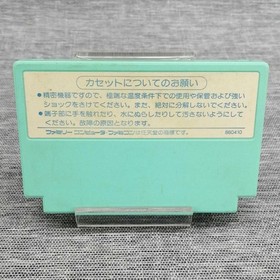 カセットについてのお願い
●精密機器ですので、極端な温度条件下での使用や保管および強い
ショックをさけてください。また、絶対に分解しないでください。
●端子部に手を触れたり、水にぬらしたりして汚さないようにして
ください。故障の原因となります。
ファミリーコンピュータ・ファミコンは任天堂の商標です。